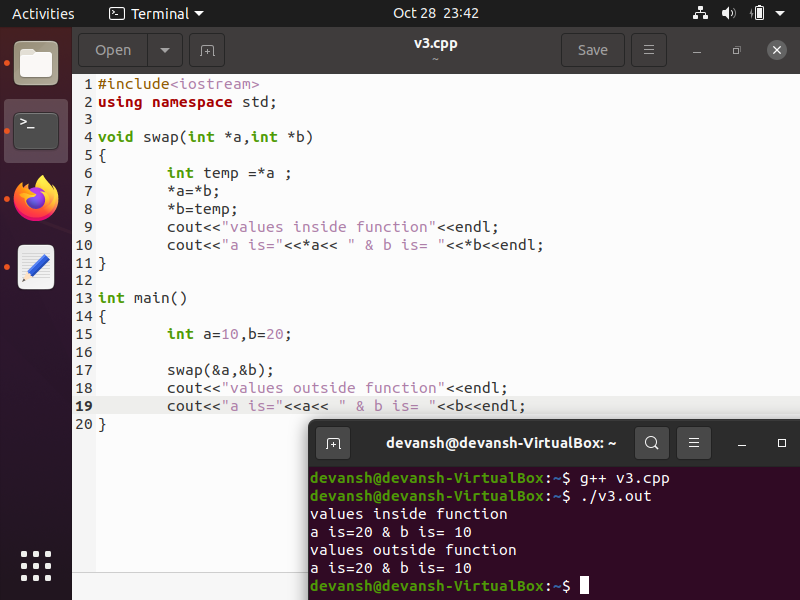 Activities Terminal Oct 28 23:42
Open v3.cpp Save
~
1 #include<iostream>
2 using namespace std;
3
4 void swap(int *a,int *b)
5 {
6 int temp =*a ;
7 *a=*b;
8 *b=temp;
9 cout<<"values inside function"<<endl;
10 cout<<"a is="<<*a<< " & b is= "<<*b<<endl;
11 }
12
13 int main()
14 {
15 int a=10,b=20;
16
17 swap(&a,&b);
18 cout<<"values outside function"<<endl;
19 cout<<"a is="<<a<< " & b is= "<<b<<endl;
20 }
devansh@devansh-VirtualBox: ~
devansh@devansh-VirtualBox:~$ g++ v3.cpp
devansh@devansh-VirtualBox:~$ ./v3.out
values inside function
a is=20 & b is= 10
values outside function
a is=20 & b is= 10
devansh@devansh-VirtualBox:~$